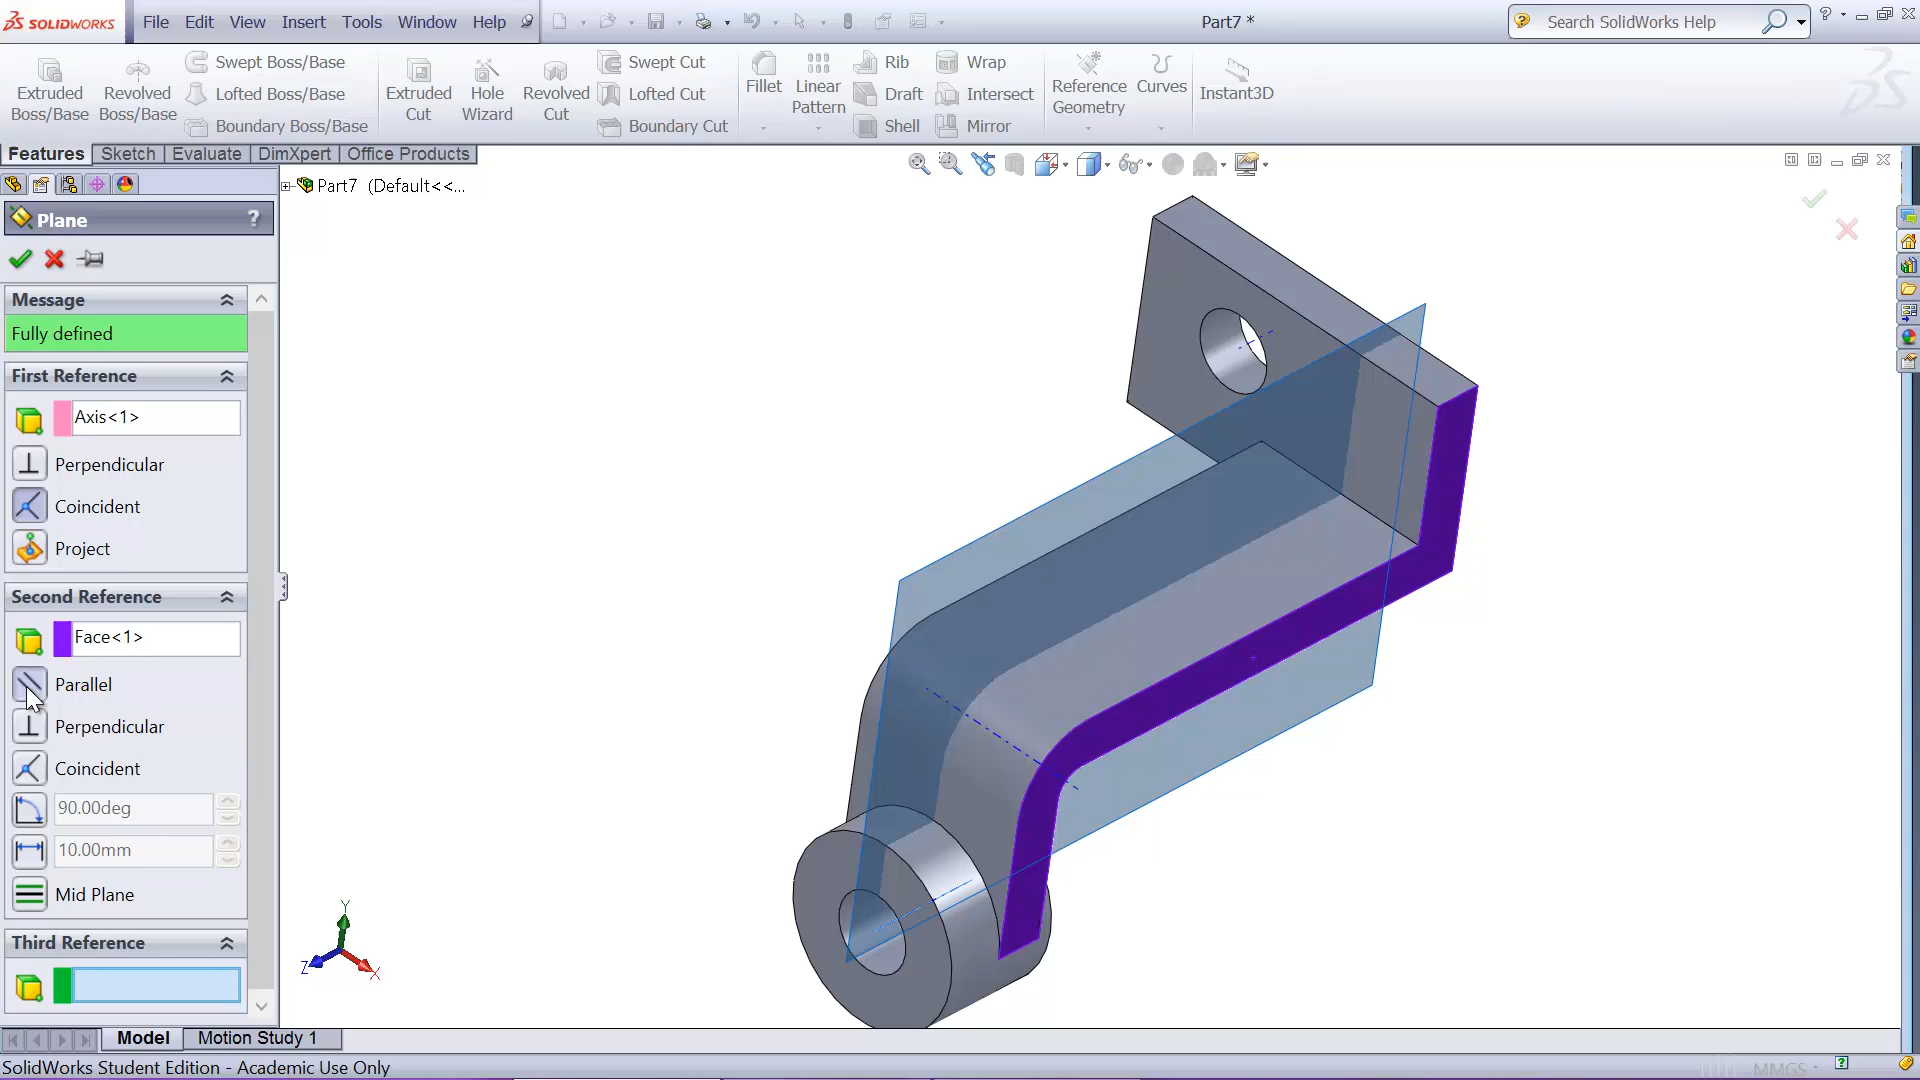 SOLIDWORKS File Edit View Insert Tools Window Help Part7 * Search SolidWorks Help
Extruded Boss/Base
Revolved Boss/Base
Swept Boss/Base
Lofted Boss/Base
Boundary Boss/Base
Extruded Cut
Hole Wizard
Revolved Cut
Swept Cut
Lofted Cut
Boundary Cut
Fillet
Linear Pattern
Rib
Draft
Shell
Wrap
Intersect
Mirror
Reference Geometry
Curves
Instant3D
Features Sketch Evaluate DimXpert Office Products
Part7 (Default<<...
Plane ?
Message
Fully defined
First Reference
Axis<1>
Perpendicular
Coincident
Project
Second Reference
Face<1>
Parallel
Perpendicular
Coincident
90.00deg
10.00mm
Mid Plane
Third Reference
Y
Z
X
Model Motion Study 1
SolidWorks Student Edition - Academic Use Only
MMGS